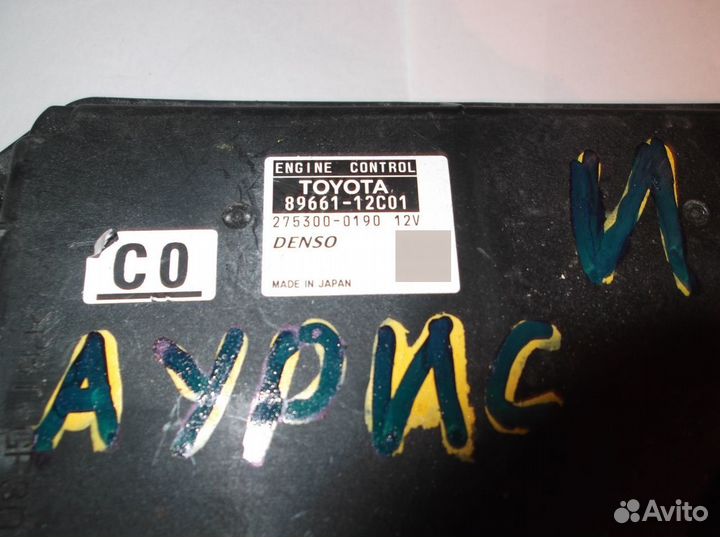 ENGINE CONTROL
TOYOTA
89661-12C01
275300-0190 12V
DENSO
MADE IN JAPAN
C0
И
АУРИС
Avito